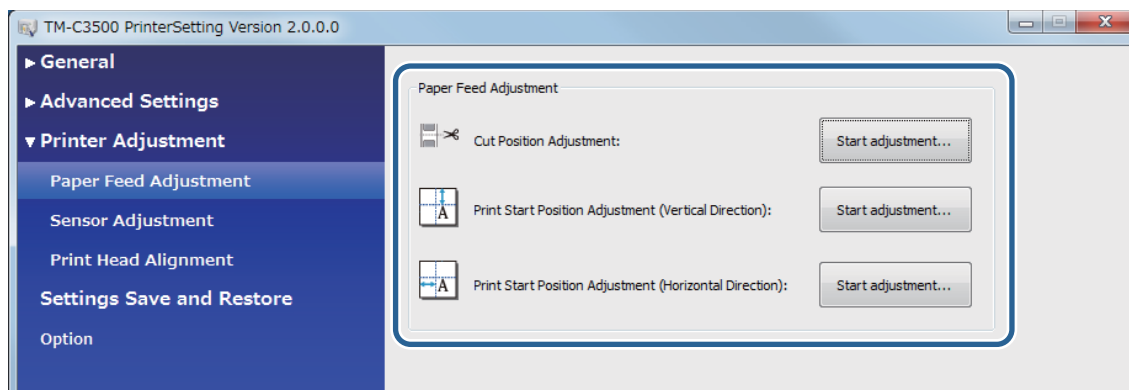 TM-C3500 PrinterSetting Version 2.0.0.0
General
Advanced Settings
Printer Adjustment
Paper Feed Adjustment
Sensor Adjustment
Print Head Alignment
Settings Save and Restore
Option
Paper Feed Adjustment
Cut Position Adjustment: Start adjustment...
A Print Start Position Adjustment (Vertical Direction): Start adjustment...
A Print Start Position Adjustment (Horizontal Direction): Start adjustment...